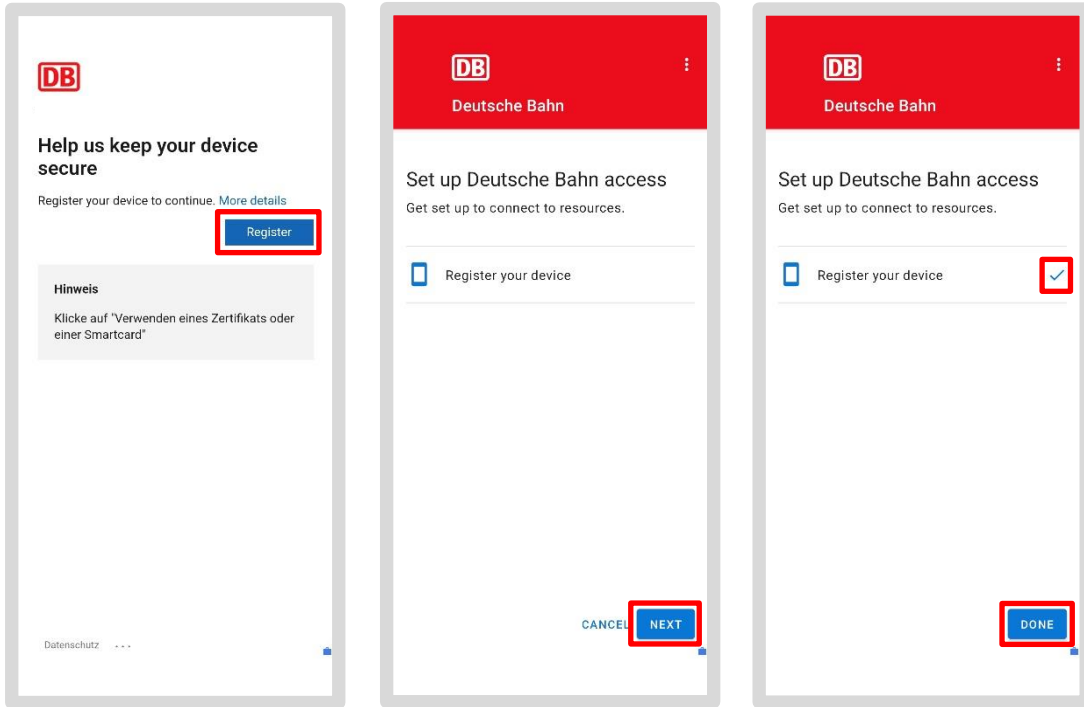 DB
Help us keep your device
secure
Register your device to continue. More details
Register
Hinweis
Klicke auf "Verwenden eines Zertifikats oder
einer Smartcard"
Datenschutz ...
DB
Deutsche Bahn
Set up Deutsche Bahn access
Get set up to connect to resources.
Register your device
CANCEL NEXT
DB
Deutsche Bahn
Set up Deutsche Bahn access
Get set up to connect to resources.
Register your device
DONE